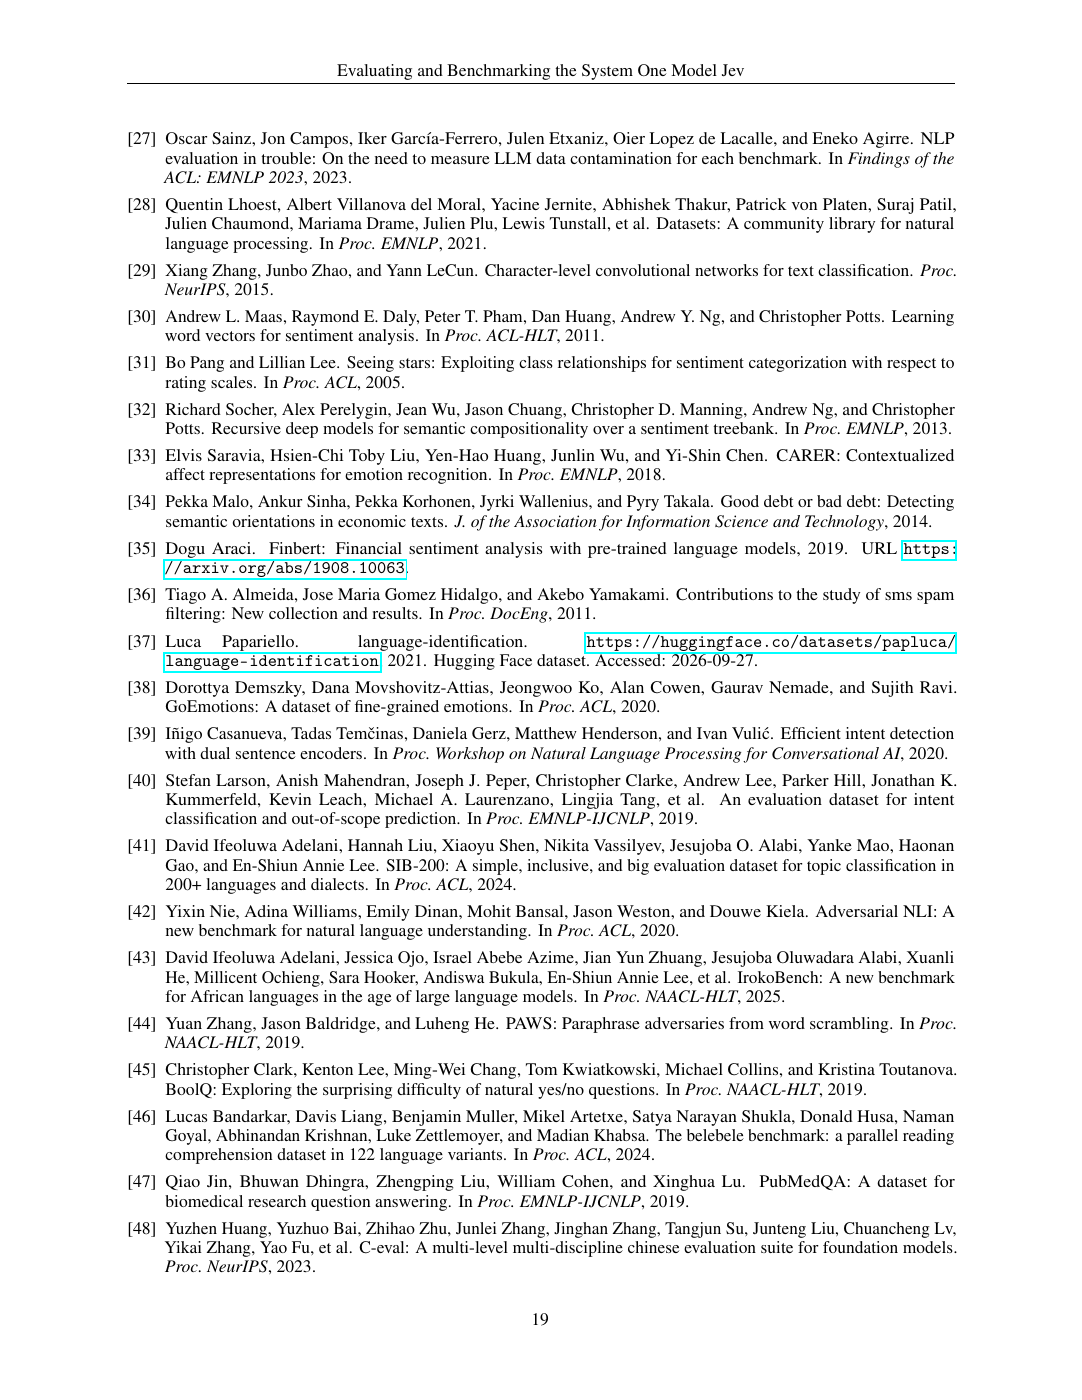 Evaluating and Benchmarking the System One Model Jev
[27] Oscar Sainz, Jon Campos, Iker García-Ferrero, Julen Etxaniz, Oier Lopez de Lacalle, and Eneko Agirre. NLP
evaluation in trouble: On the need to measure LLM data contamination for each benchmark. In Findings of the
ACL: EMNLP 2023, 2023.
[28] Quentin Lhoest, Albert Villanova del Moral, Yacine Jernite, Abhishek Thakur, Patrick von Platen, Suraj Patil,
Julien Chaumond, Mariama Drame, Julien Plu, Lewis Tunstall, et al. Datasets: A community library for natural
language processing. In Proc. EMNLP, 2021.
[29] Xiang Zhang, Junbo Zhao, and Yann LeCun. Character-level convolutional networks for text classification. Proc.
NeurIPS, 2015.
[30] Andrew L. Maas, Raymond E. Daly, Peter T. Pham, Dan Huang, Andrew Y. Ng, and Christopher Potts. Learning
word vectors for sentiment analysis. In Proc. ACL-HLT, 2011.
[31] Bo Pang and Lillian Lee. Seeing stars: Exploiting class relationships for sentiment categorization with respect to
rating scales. In Proc. ACL, 2005.
[32] Richard Socher, Alex Perelygin, Jean Wu, Jason Chuang, Christopher D. Manning, Andrew Ng, and Christopher
Potts. Recursive deep models for semantic compositionality over a sentiment treebank. In Proc. EMNLP, 2013.
[33] Elvis Saravia, Hsien-Chi Toby Liu, Yen-Hao Huang, Junlin Wu, and Yi-Shin Chen. CARER: Contextualized
affect representations for emotion recognition. In Proc. EMNLP, 2018.
[34] Pekka Malo, Ankur Sinha, Pekka Korhonen, Jyrki Wallenius, and Pyry Takala. Good debt or bad debt: Detecting
semantic orientations in economic texts. J. of the Association for Information Science and Technology, 2014.
[35] Dogu Araci. Finbert: Financial sentiment analysis with pre-trained language models, 2019. URL https:
//arxiv.org/abs/1908.10063.
[36] Tiago A. Almeida, Jose Maria Gomez Hidalgo, and Akebo Yamakami. Contributions to the study of sms spam
filtering: New collection and results. In Proc. DocEng, 2011.
[37] Luca Papariello. language-identification. https://huggingface.co/datasets/papluca/
language-identification, 2021. Hugging Face dataset. Accessed: 2026-09-27.
[38] Dorottya Demszky, Dana Movshovitz-Attias, Jeongwoo Ko, Alan Cowen, Gaurav Nemade, and Sujith Ravi.
GoEmotions: A dataset of fine-grained emotions. In Proc. ACL, 2020.
[39] Iñigo Casanueva, Tadas Temčinas, Daniela Gerz, Matthew Henderson, and Ivan Vulić. Efficient intent detection
with dual sentence encoders. In Proc. Workshop on Natural Language Processing for Conversational AI, 2020.
[40] Stefan Larson, Anish Mahendran, Joseph J. Peper, Christopher Clarke, Andrew Lee, Parker Hill, Jonathan K.
Kummerfeld, Kevin Leach, Michael A. Laurenzano, Lingjia Tang, et al. An evaluation dataset for intent
classification and out-of-scope prediction. In Proc. EMNLP-IJCNLP, 2019.
[41] David Ifeoluwa Adelani, Hannah Liu, Xiaoyu Shen, Nikita Vassilyev, Jesujoba O. Alabi, Yanke Mao, Haonan
Gao, and En-Shiun Annie Lee. SIB-200: A simple, inclusive, and big evaluation dataset for topic classification in
200+ languages and dialects. In Proc. ACL, 2024.
[42] Yixin Nie, Adina Williams, Emily Dinan, Mohit Bansal, Jason Weston, and Douwe Kiela. Adversarial NLI: A
new benchmark for natural language understanding. In Proc. ACL, 2020.
[43] David Ifeoluwa Adelani, Jessica Ojo, Israel Abebe Azime, Jian Yun Zhuang, Jesujoba Oluwadara Alabi, Xuanli
He, Millicent Ochieng, Sara Hooker, Andiswa Bukula, En-Shiun Annie Lee, et al. IrokoBench: A new benchmark
for African languages in the age of large language models. In Proc. NAACL-HLT, 2025.
[44] Yuan Zhang, Jason Baldridge, and Luheng He. PAWS: Paraphrase adversaries from word scrambling. In Proc.
NAACL-HLT, 2019.
[45] Christopher Clark, Kenton Lee, Ming-Wei Chang, Tom Kwiatkowski, Michael Collins, and Kristina Toutanova.
BoolQ: Exploring the surprising difficulty of natural yes/no questions. In Proc. NAACL-HLT, 2019.
[46] Lucas Bandarkar, Davis Liang, Benjamin Muller, Mikel Artetxe, Satya Narayan Shukla, Donald Husa, Naman
Goyal, Abhinandan Krishnan, Luke Zettlemoyer, and Madian Khabsa. The belebele benchmark: a parallel reading
comprehension dataset in 122 language variants. In Proc. ACL, 2024.
[47] Qiao Jin, Bhuwan Dhingra, Zhengping Liu, William Cohen, and Xinghua Lu. PubMedQA: A dataset for
biomedical research question answering. In Proc. EMNLP-IJCNLP, 2019.
[48] Yuzhen Huang, Yuzhuo Bai, Zhihao Zhu, Junlei Zhang, Jinghan Zhang, Tangjun Su, Junteng Liu, Chuancheng Lv,
Yikai Zhang, Yao Fu, et al. C-eval: A multi-level multi-discipline chinese evaluation suite for foundation models.
Proc. NeurIPS, 2023.
19